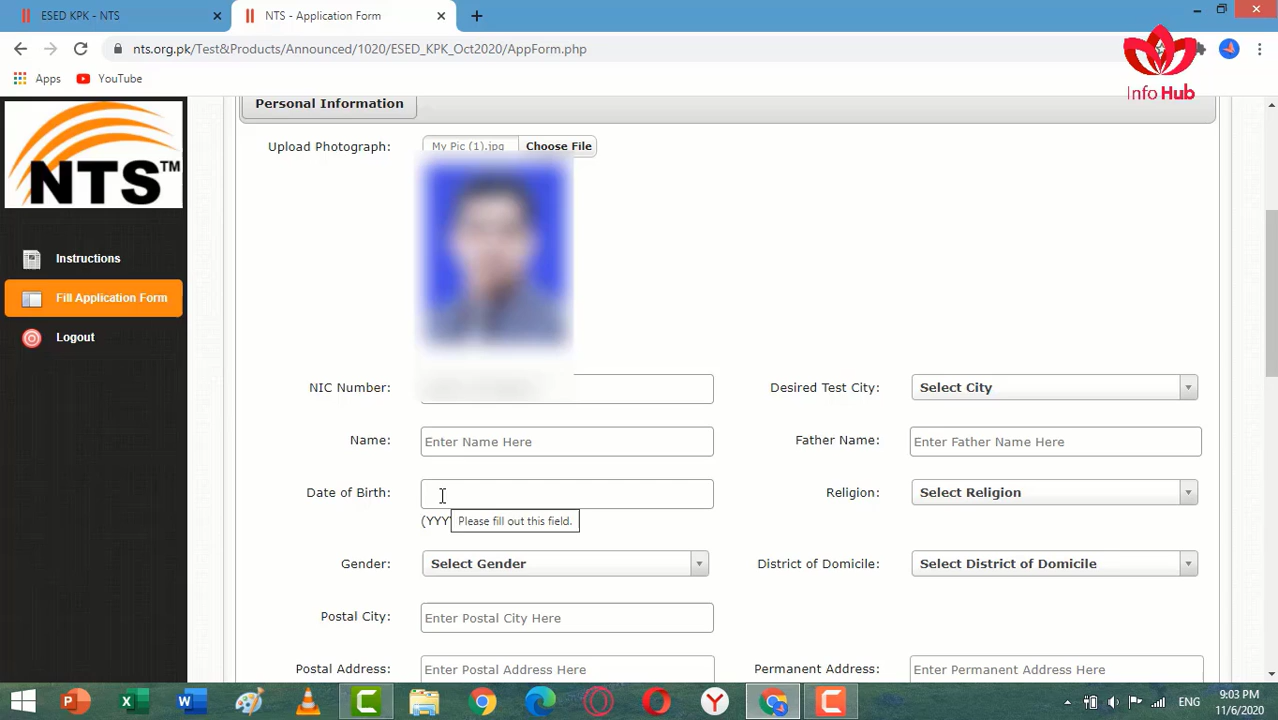 ESED KPK - NTS
NTS - Application Form
nts.org.pk/Test&Products/Announced/1020/ESED_KPK_Oct2020/AppForm.php
Apps
YouTube
Info Hub
NTS™
Instructions
Fill Application Form
Logout
Personal Information
Upload Photograph:
My Pic (1).jpg
Choose File
NIC Number:
Desired Test City:
Select City
Name:
Enter Name Here
Father Name:
Enter Father Name Here
Date of Birth:
Religion:
Select Religion
(YYY
Please fill out this field.
Gender:
Select Gender
District of Domicile:
Select District of Domicile
Postal City:
Enter Postal City Here
Postal Address:
Enter Postal Address Here
Permanent Address:
Enter Permanent Address Here
ENG
9:03 PM
11/6/2020